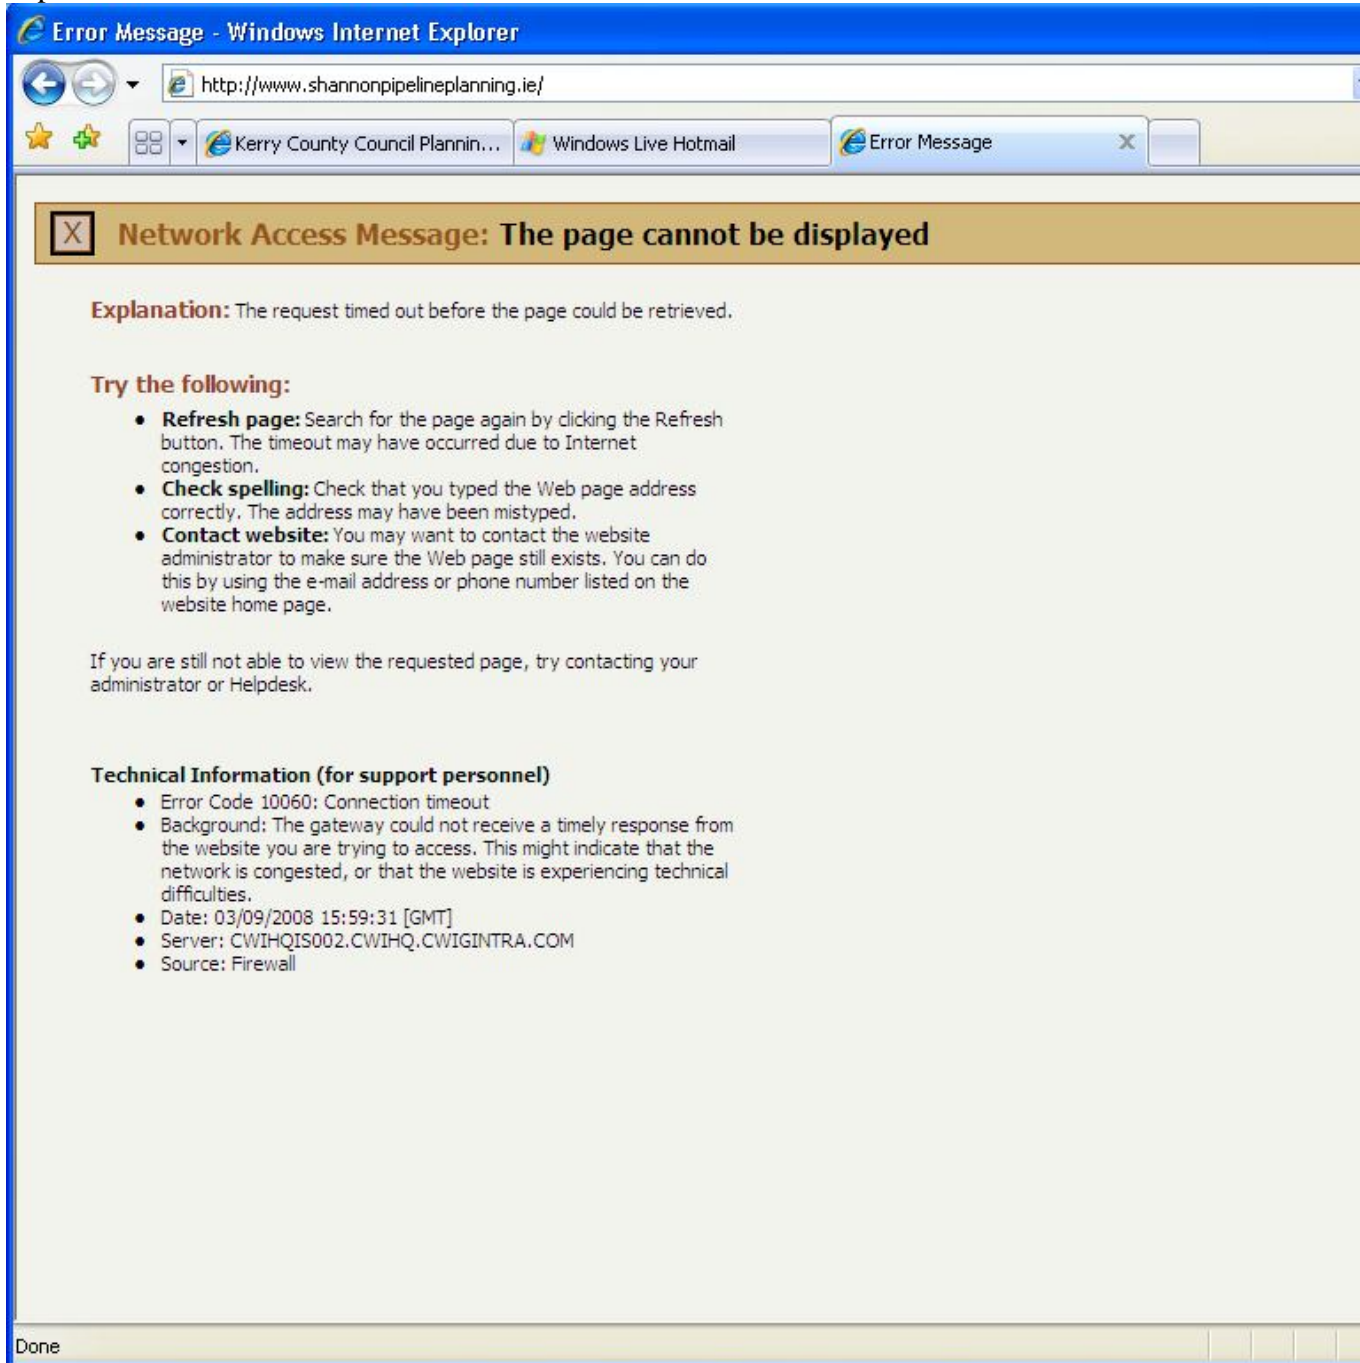 Error Message - Windows Internet Explorer
http://www.shannonpipelineplanning.ie/
Kerry County Council Plannin... Windows Live Hotmail Error Message
X Network Access Message: The page cannot be displayed
Explanation: The request timed out before the page could be retrieved.
Try the following:
• Refresh page: Search for the page again by clicking the Refresh
button. The timeout may have occurred due to Internet
congestion.
• Check spelling: Check that you typed the Web page address
correctly. The address may have been mistyped.
• Contact website: You may want to contact the website
administrator to make sure the Web page still exists. You can do
this by using the e-mail address or phone number listed on the
website home page.
If you are still not able to view the requested page, try contacting your
administrator or Helpdesk.
Technical Information (for support personnel)
• Error Code 10060: Connection timeout
• Background: The gateway could not receive a timely response from
the website you are trying to access. This might indicate that the
network is congested, or that the website is experiencing technical
difficulties.
• Date: 03/09/2008 15:59:31 [GMT]
• Server: CWIHQIS002.CWIHQ.CWIGINTRA.COM
• Source: Firewall
Done